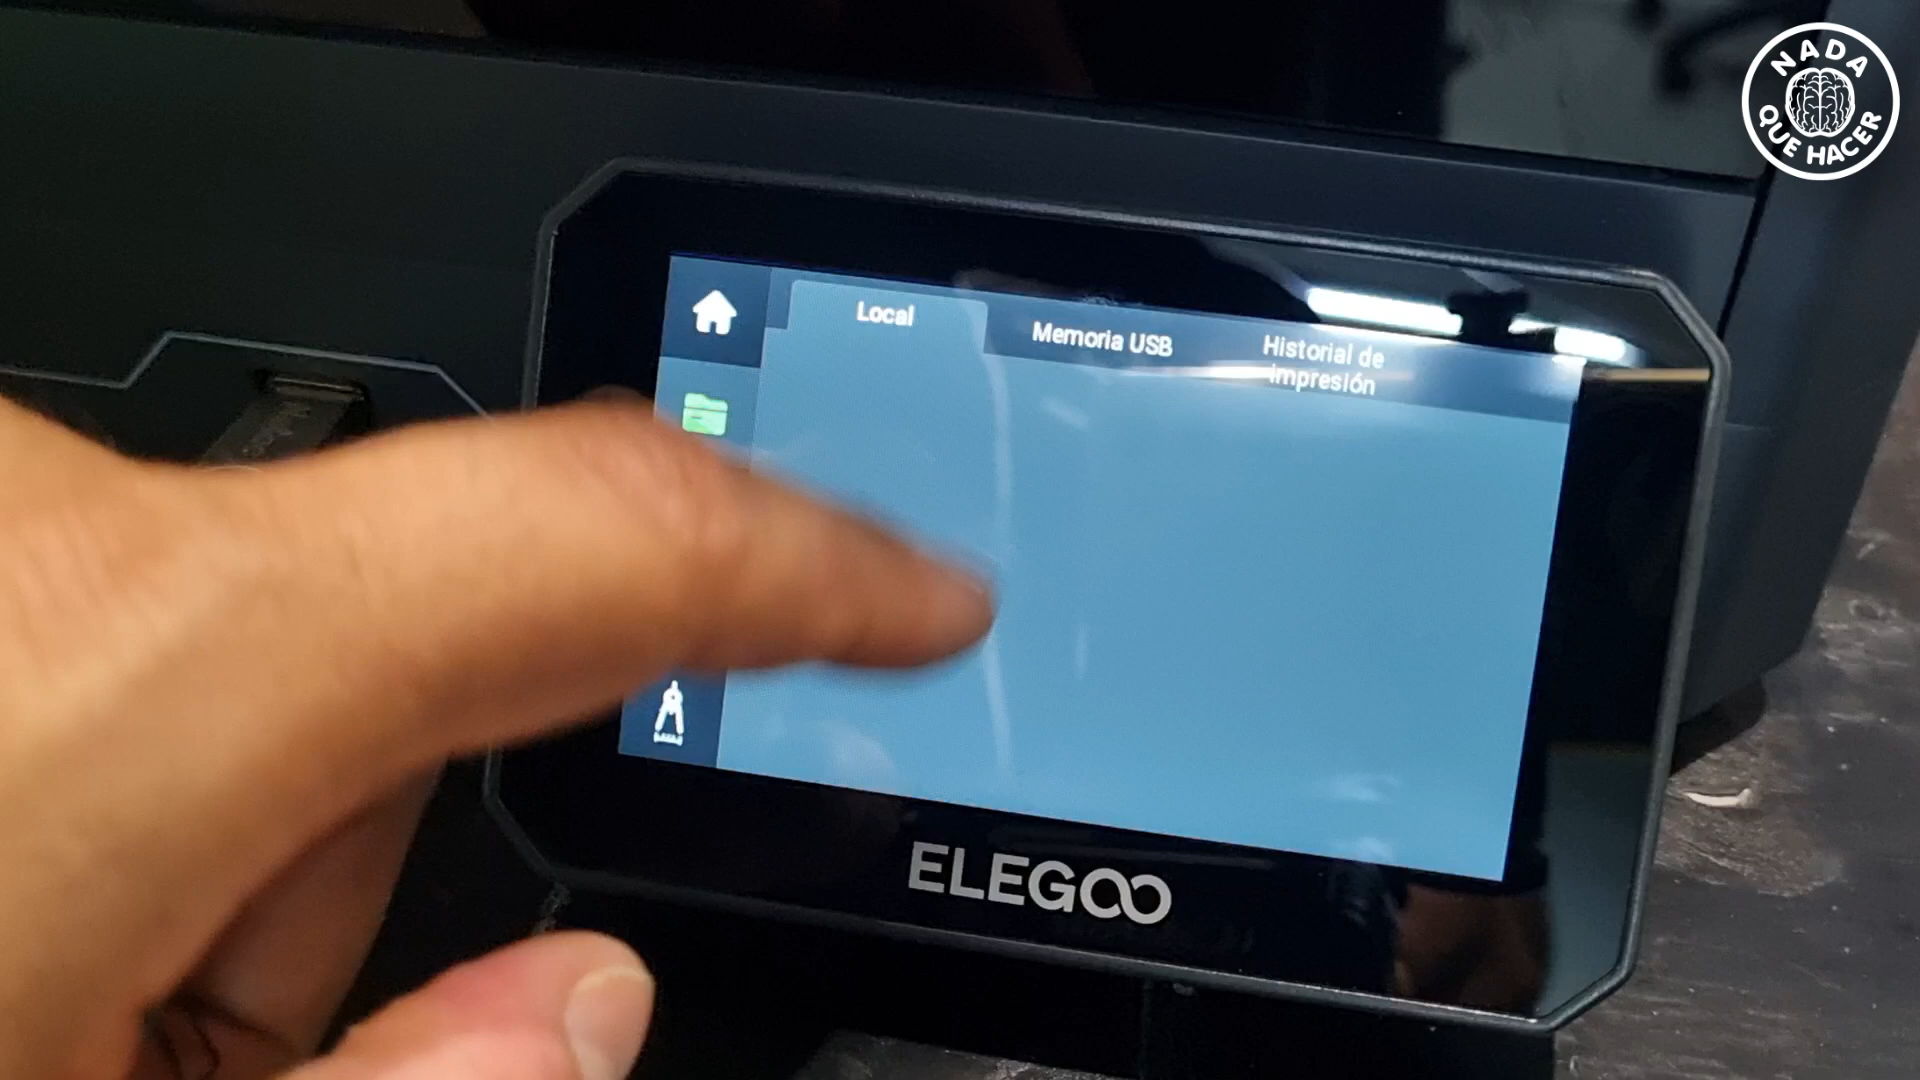 NADA
QUE HACER
Local
Memoria USB
Historial de
impresión
ELEGOO